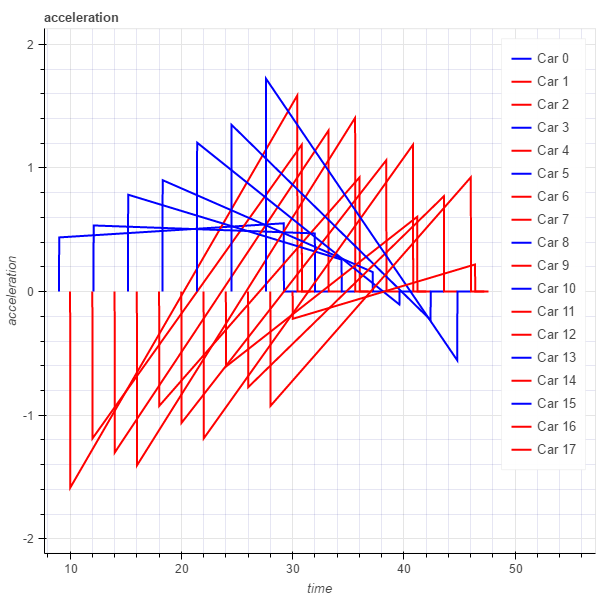 acceleration
2
1
0
-1
-2
acceleration
10
20
30
40
50
time
Car 0
Car 1
Car 2
Car 3
Car 4
Car 5
Car 6
Car 7
Car 8
Car 9
Car 10
Car 11
Car 12
Car 13
Car 14
Car 15
Car 16
Car 17